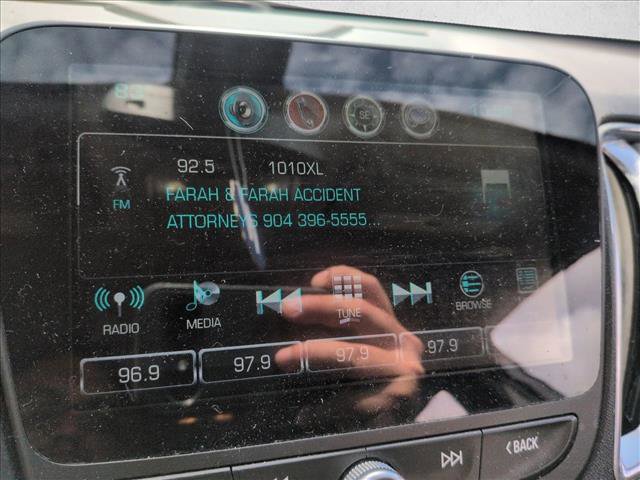 92.5 1010XL
FM
FARAH & FARAH ACCIDENT
ATTORNEYS 904 396-5555...
RADIO
MEDIA
TUNE
BROWSE
96.9 97.9 97.9 97.9
BACK